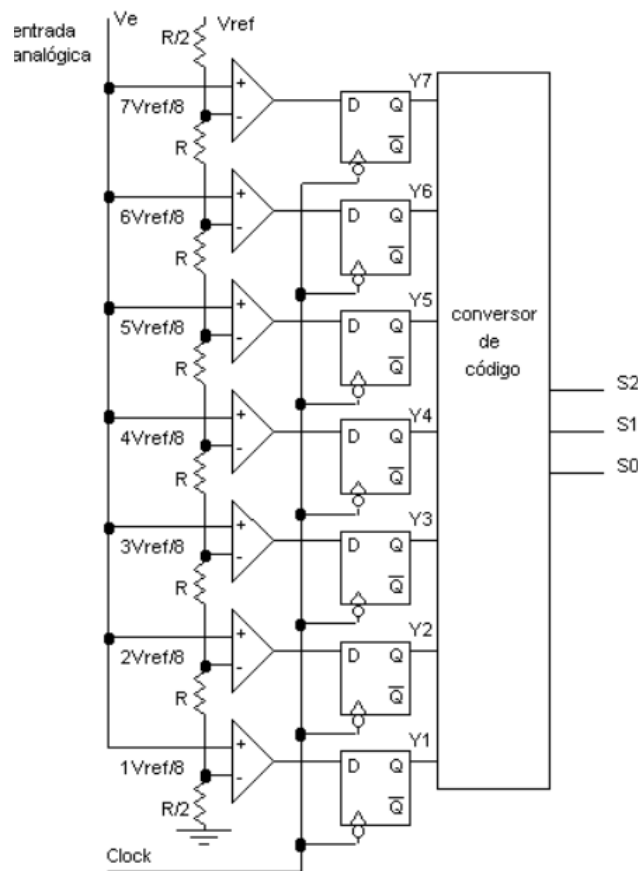 entrada
analógica
Ve
Vref
R/2
+
-
7Vref/8
D Q
Q
Y7
R
+
-
6Vref/8
D Q
Q
Y6
R
+
-
5Vref/8
D Q
Q
Y5
R
+
-
4Vref/8
D Q
Q
Y4
R
+
-
3Vref/8
D Q
Q
Y3
R
+
-
2Vref/8
D Q
Q
Y2
R
+
-
1Vref/8
D Q
Q
Y1
R/2
Clock
conversor
de
código
S2
S1
S0